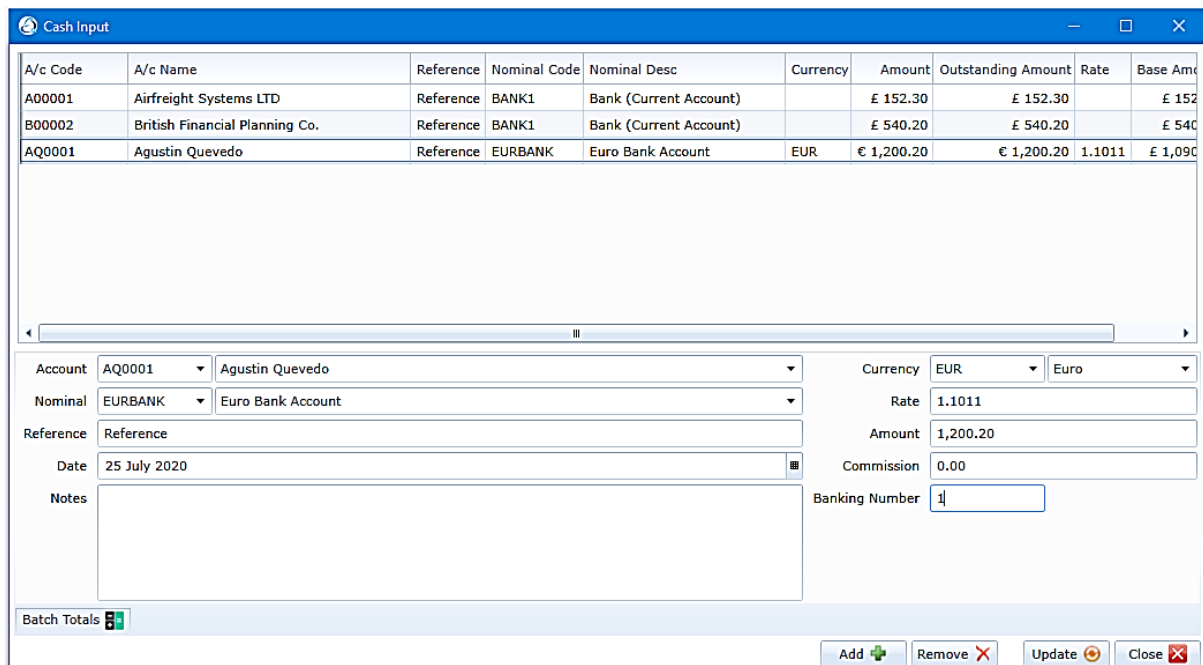 Cash Input
A/c Code A/c Name Reference Nominal Code Nominal Desc Currency Amount Outstanding Amount Rate Base Amo
A00001 Airfreight Systems LTD Reference BANK1 Bank (Current Account) £ 152.30 £ 152.30 £ 152
B00002 British Financial Planning Co. Reference BANK1 Bank (Current Account) £ 540.20 £ 540.20 £ 540
AQ0001 Agustin Quevedo Reference EURBANK Euro Bank Account EUR € 1,200.20 € 1,200.20 1.1011 £ 1,090
Account AQ0001 Agustin Quevedo Currency EUR Euro
Nominal EURBANK Euro Bank Account Rate 1.1011
Reference Reference Amount 1,200.20
Date 25 July 2020 Commission 0.00
Notes Banking Number 1
Batch Totals
Add Remove Update Close